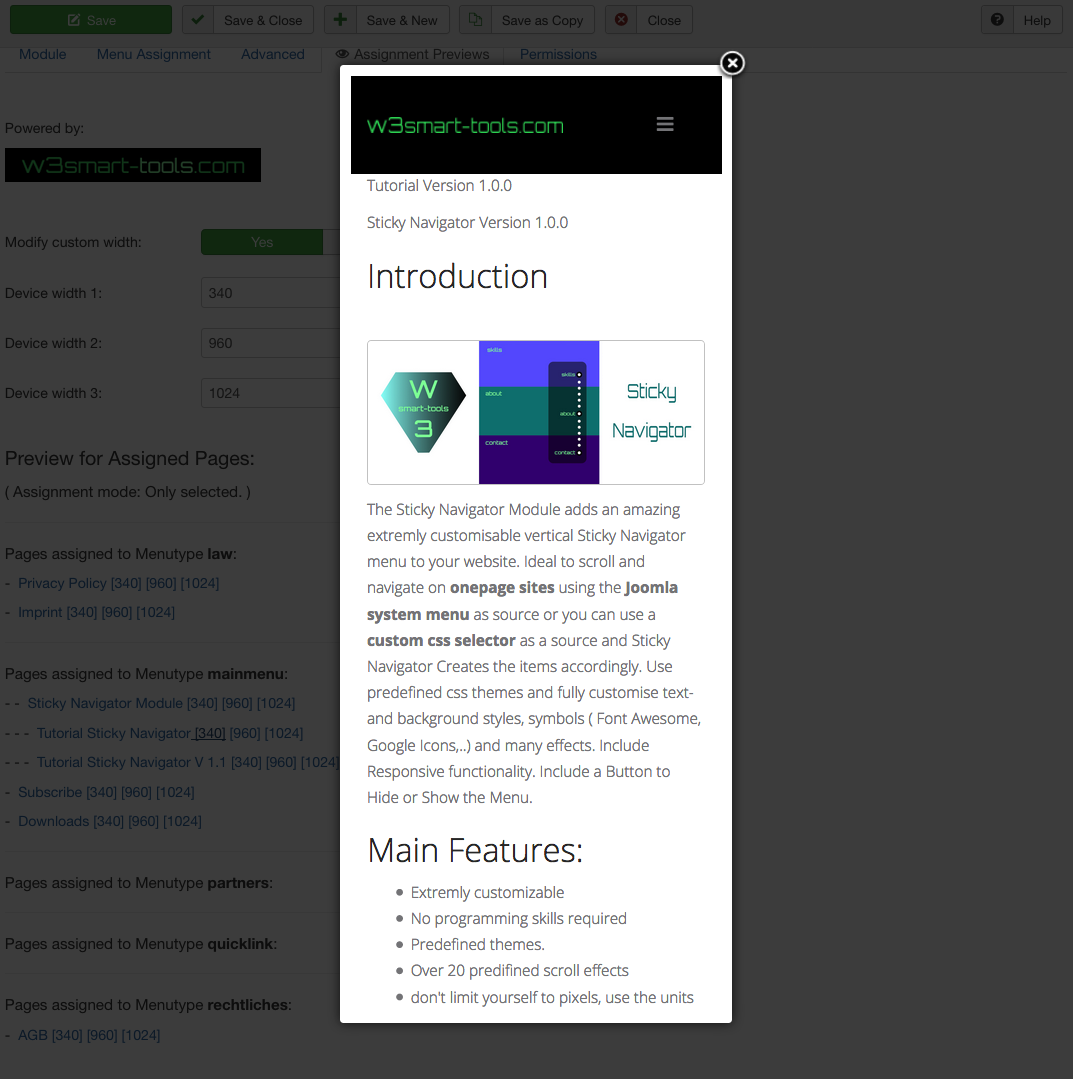 Save
Save & Close
Save & New
Save as Copy
Close
Help
Module
Menu Assignment
Advanced
Assignment Previews
Permissions
Powered by:
w3smart-tools.com
Modify custom width:
Yes
Device width 1:
340
Device width 2:
960
Device width 3:
1024
Preview for Assigned Pages:
( Assignment mode: Only selected. )
Pages assigned to Menutype law:
- Privacy Policy [340] [960] [1024]
- Imprint [340] [960] [1024]
Pages assigned to Menutype mainmenu:
- - Sticky Navigator Module [340] [960] [1024]
- - - Tutorial Sticky Navigator [340] [960] [1024]
- - - Tutorial Sticky Navigator V 1.1 [340] [960] [1024]
- Subscribe [340] [960] [1024]
- Downloads [340] [960] [1024]
Pages assigned to Menutype partners:
Pages assigned to Menutype quicklink:
Pages assigned to Menutype rechtliches:
- AGB [340] [960] [1024]
w3smart-tools.com
Tutorial Version 1.0.0
Sticky Navigator Version 1.0.0
Introduction
W
smart-tools
3
skills
about
contact
skills
about
contact
Sticky
Navigator
The Sticky Navigator Module adds an amazing
extremly customisable vertical Sticky Navigator
menu to your website. Ideal to scroll and
navigate on onepage sites using the Joomla
system menu as source or you can use a
custom css selector as a source and Sticky
Navigator Creates the items accordingly. Use
predefined css themes and fully customise text-
and background styles, symbols ( Font Awesome,
Google Icons,..) and many effects. Include
Responsive functionality. Include a Button to
Hide or Show the Menu.
Main Features:
Extremly customizable
No programming skills required
Predefined themes.
Over 20 predifined scroll effects
don't limit yourself to pixels, use the units